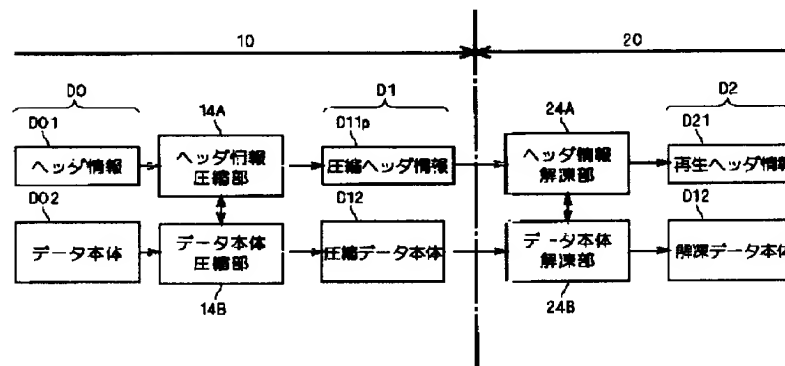 10
20
D0
D1
D2
D01
14A
D11p
24A
D21
ヘッダ情報
ヘッダ情報
圧縮部
圧縮ヘッダ情報
ヘッダ情報
解凍部
再生ヘッダ情報
D02
D12
D12
データ本体
データ本体
圧縮部
圧縮データ本体
データ本体
解凍部
解凍データ本体
14B
24B